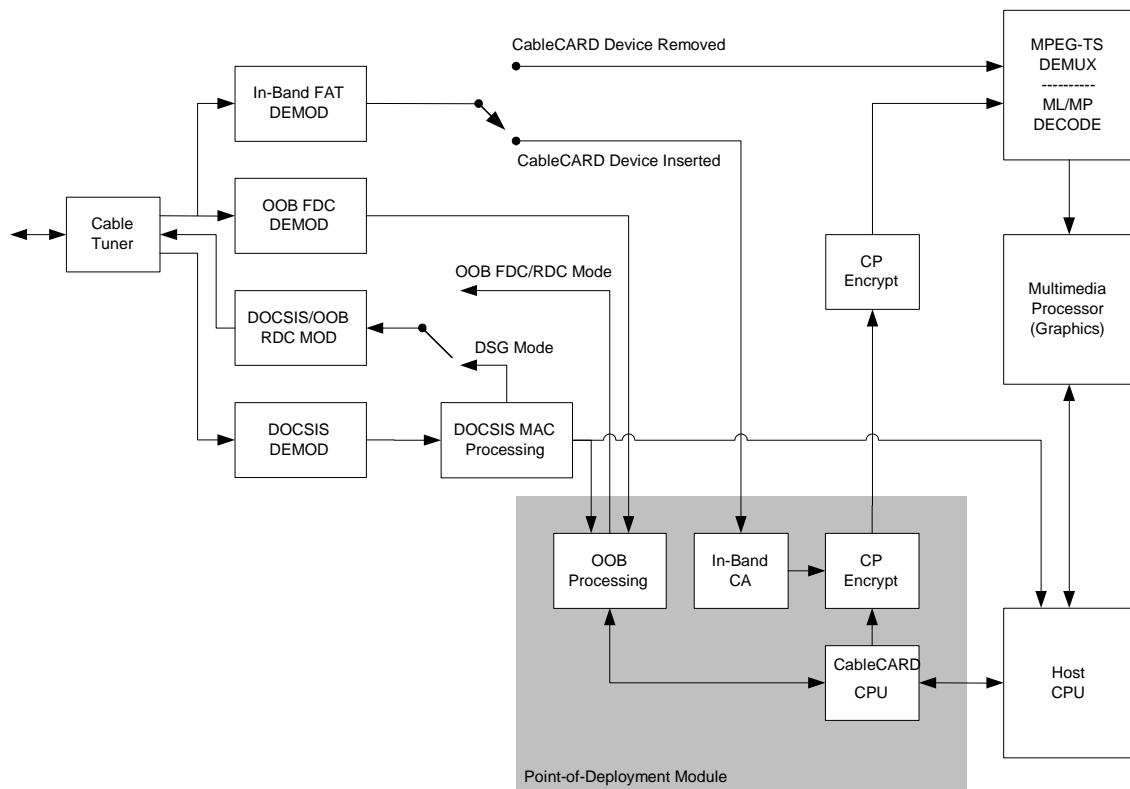 CableCARD Device Removed
MPEG-TS
DEMUX
----------
ML/MP
DECODE
In-Band FAT
DEMOD
CableCARD Device Inserted
OOB FDC
DEMOD
Cable
Tuner
CP
Encrypt
OOB FDC/RDC Mode
Multimedia
Processor
(Graphics)
DOCSIS/OOB
RDC MOD
DSG Mode
DOCSIS
DEMOD
DOCSIS MAC
Processing
OOB
Processing
In-Band
CA
CP
Encrypt
CableCARD
CPU
Host
CPU
Point-of-Deployment Module